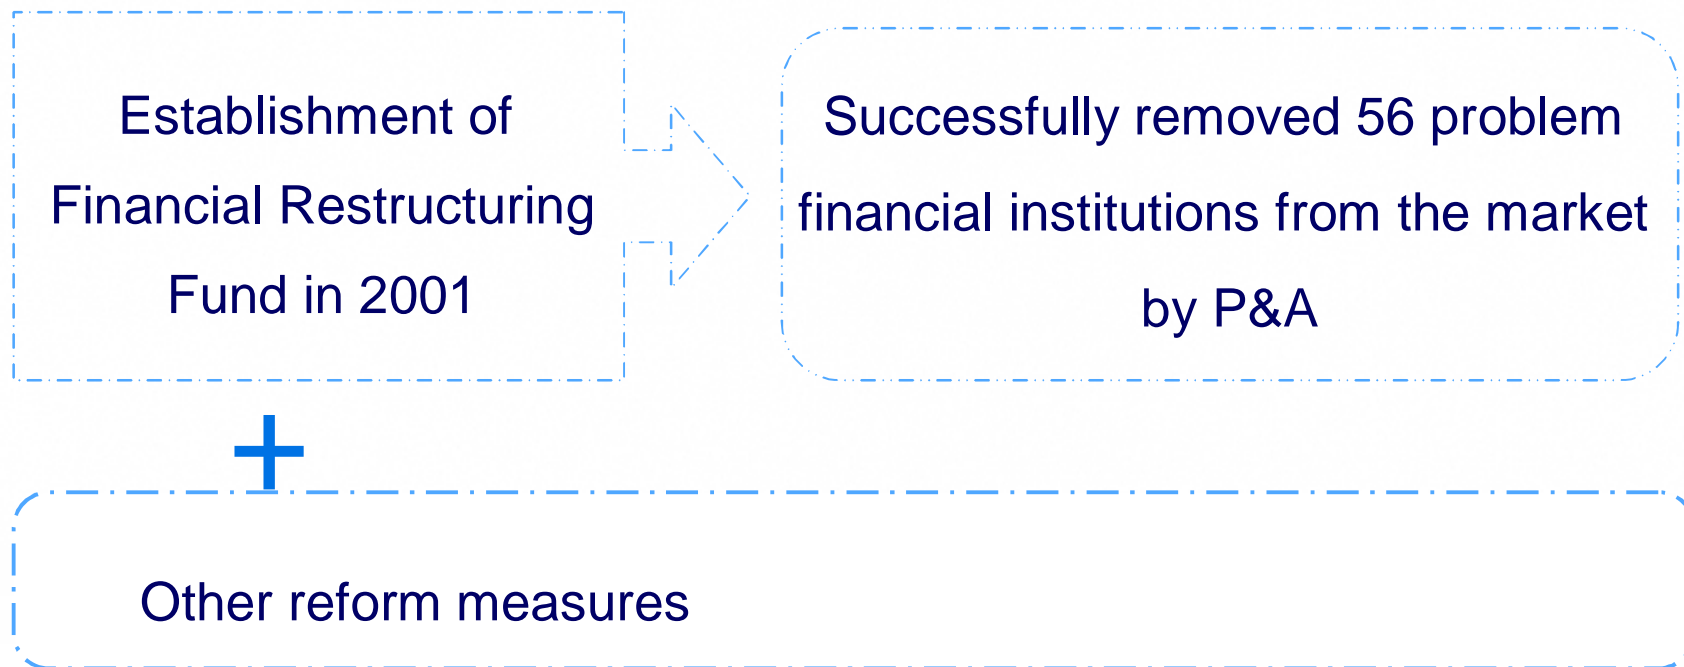 Establishment of
Financial Restructuring
Fund in 2001
Successfully removed 56 problem
financial institutions from the market
by P&A
+
Other reform measures